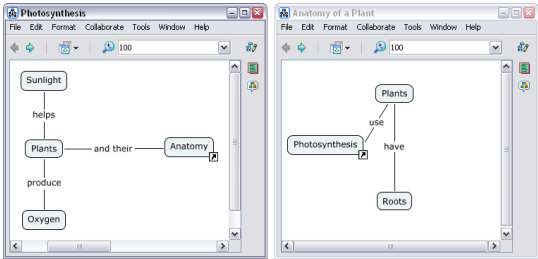 Photosynthesis
File Edit Format Collaborate Tools Window Help
100
Sunlight
helps
Plants and their Anatomy
produce
Oxygen
Anatomy of a Plant
File Edit Format Collaborate Tools Window Help
100
Plants
use
Photosynthesis have
Roots